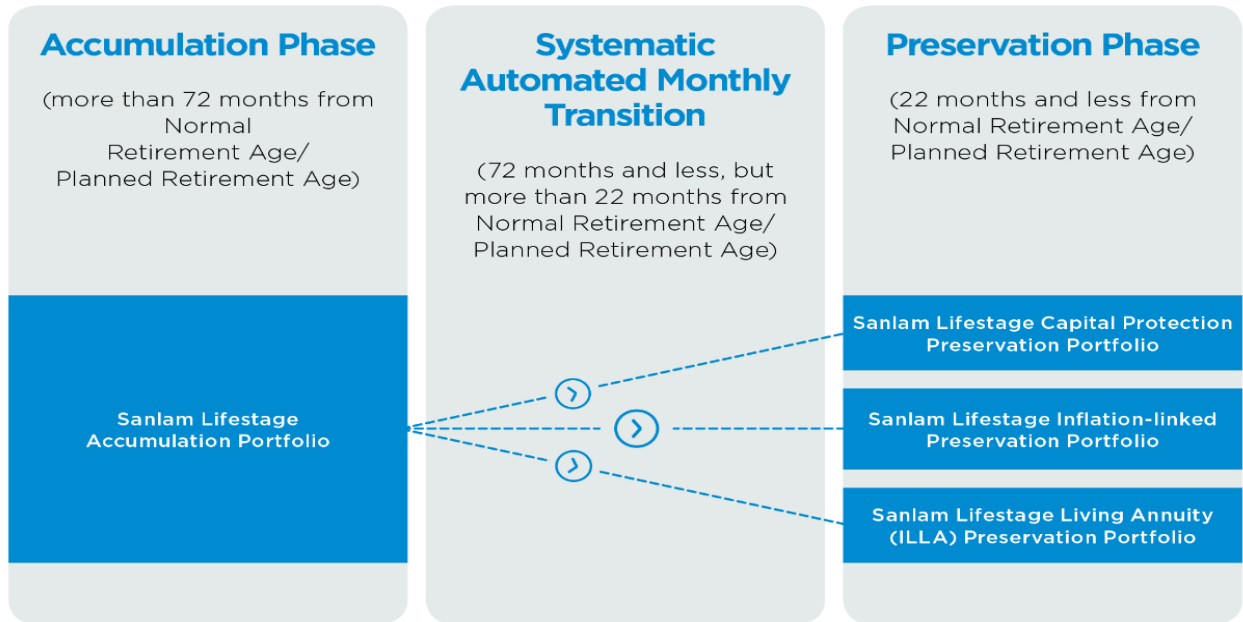 Accumulation Phase
(more than 72 months from
Normal
Retirement Age/
Planned Retirement Age)
Sanlam Lifestage
Accumulation Portfolio
Systematic
Automated Monthly
Transition
(72 months and less, but
more than 22 months from
Normal Retirement Age/
Planned Retirement Age)
Preservation Phase
(22 months and less from
Normal Retirement Age/
Planned Retirement Age)
Sanlam Lifestage Capital Protection
Preservation Portfolio
Sanlam Lifestage Inflation-linked
Preservation Portfolio
Sanlam Lifestage Living Annuity
(ILLA) Preservation Portfolio